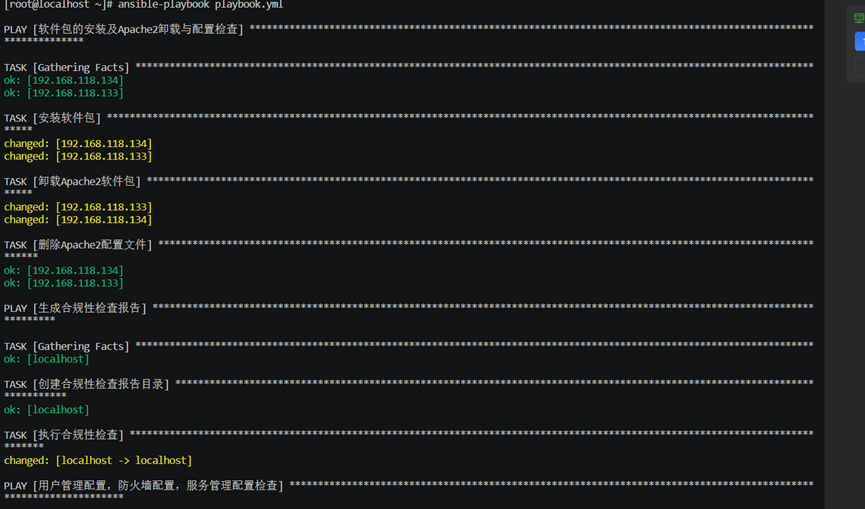 [root@localhost ~]# ansible-playbook playbook.yml
PLAY [软件包的安装及Apache2卸载与配置检查] ****************************************************************************************************
**************
TASK [Gathering Facts] ************************************************************************************************************************
ok: [192.168.118.134]
ok: [192.168.118.133]
TASK [安装软件包] *****************************************************************************************************************************
*****
changed: [192.168.118.134]
changed: [192.168.118.133]
TASK [卸载Apache2软件包] **********************************************************************************************************************
*****
changed: [192.168.118.133]
changed: [192.168.118.134]
TASK [删除Apache2配置文件] ********************************************************************************************************************
******
ok: [192.168.118.134]
ok: [192.168.118.133]
PLAY [生成合规性检查报告] *********************************************************************************************************************
*********
TASK [Gathering Facts] ************************************************************************************************************************
ok: [localhost]
TASK [创建合规性检查报告目录] *****************************************************************************************************************
***********
ok: [localhost]
TASK [执行合规性检查] *************************************************************************************************************************
*******
changed: [localhost -> localhost]
PLAY [用户管理配置，防火墙配置，服务管理配置检查] *********************************************************************************************
*********************